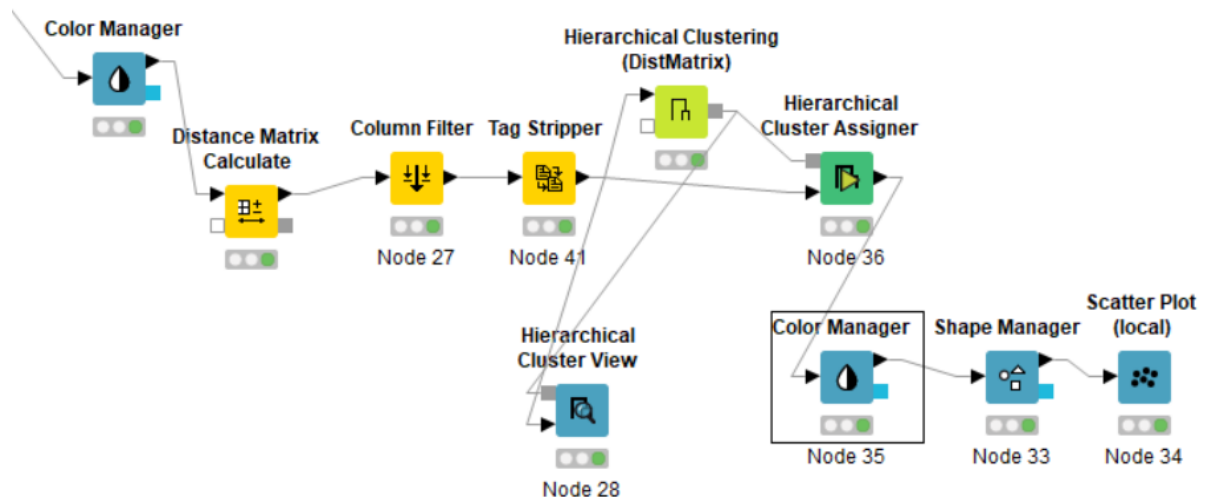 Color Manager
Distance Matrix
Calculate
Column Filter
Node 27
Tag Stripper
Node 41
Hierarchical Clustering
(DistMatrix)
Hierarchical
Cluster Assigner
Node 36
Hierarchical
Cluster View
Node 28
Color Manager
Node 35
Shape Manager
Node 33
Scatter Plot
(local)
Node 34